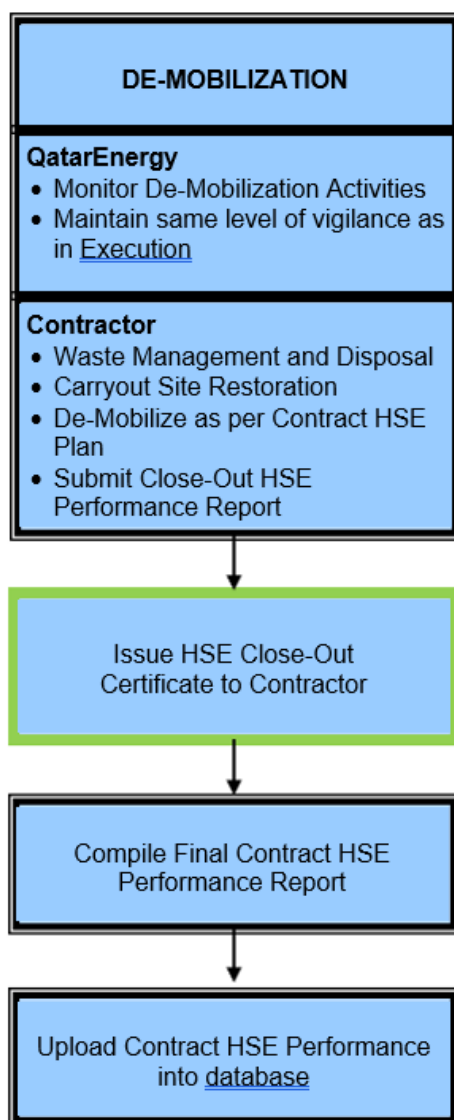 DE-MOBILIZATION
QatarEnergy
• Monitor De-Mobilization Activities
• Maintain same level of vigilance as
in Execution
Contractor
• Waste Management and Disposal
• Carryout Site Restoration
• De-Mobilize as per Contract HSE
Plan
• Submit Close-Out HSE
Performance Report
Issue HSE Close-Out
Certificate to Contractor
Compile Final Contract HSE
Performance Report
Upload Contract HSE Performance
into database